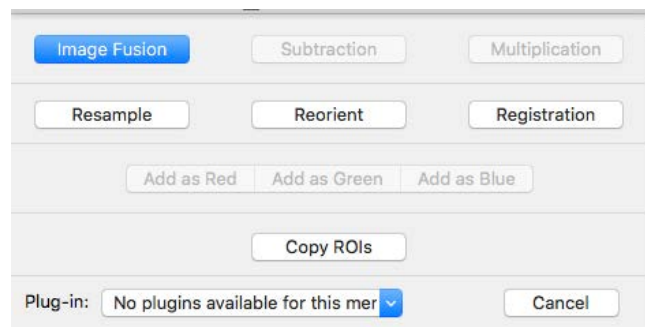 Image Fusion Subtraction Multiplication
Resample Reorient Registration
Add as Red Add as Green Add as Blue
Copy ROIs
Plug-in: No plugins available for this mer Cancel